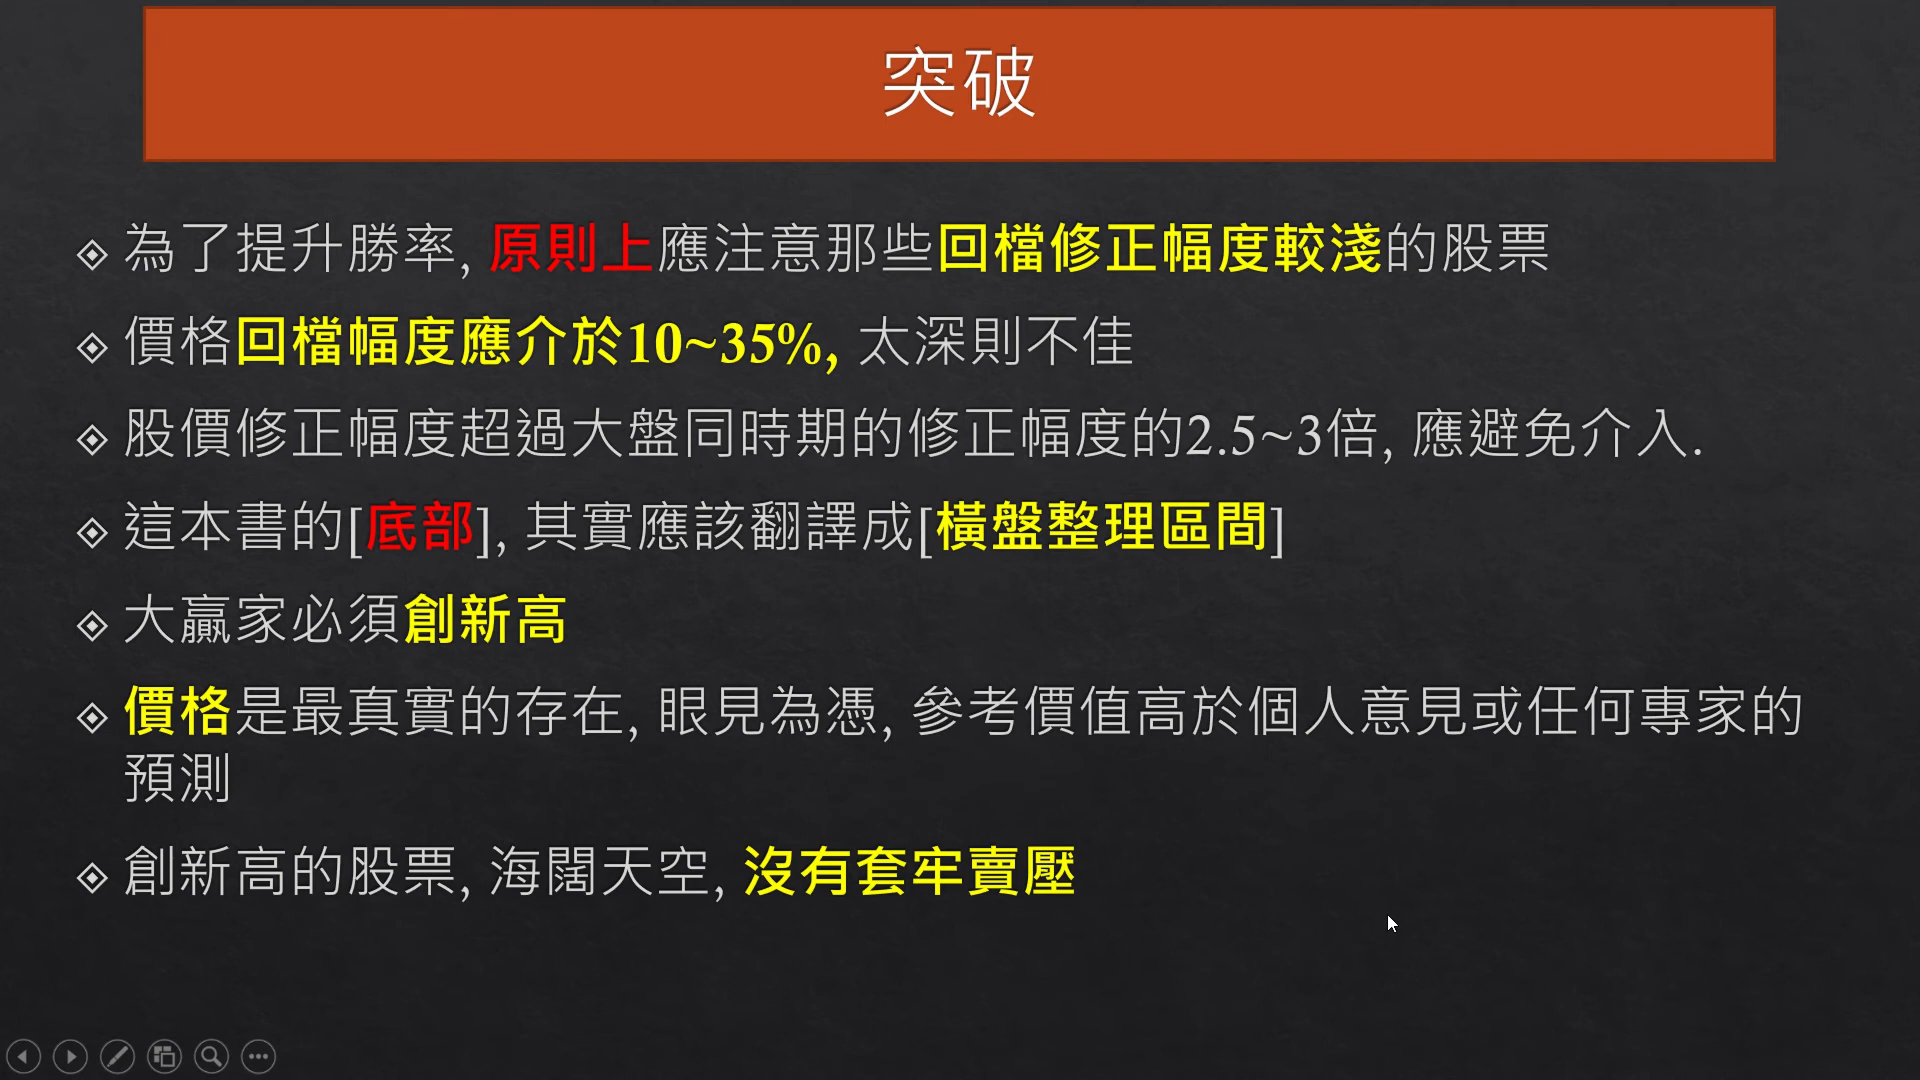 突破
為了提升勝率, 原則上應注意那些回檔修正幅度較淺的股票
價格回檔幅度應介於10~35%, 太深則不佳
股價修正幅度超過大盤同時期的修正幅度的2.5~3倍, 應避免介入.
這本書的[底部], 其實應該翻譯成[橫盤整理區間]
大贏家必須創新高
價格是最真實的存在, 眼見為憑, 參考價值高於個人意見或任何專家的
預測
創新高的股票, 海闊天空, 沒有套牢賣壓